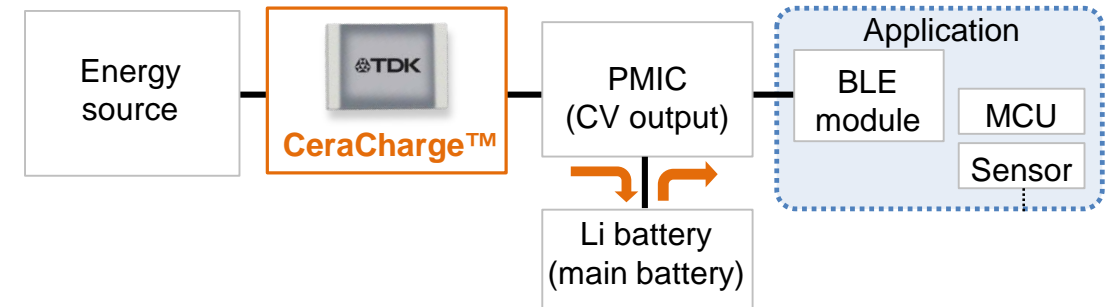 Energy
source
TDK
CeraCharge™
PMIC
(CV output)
Application
BLE
module
MCU
Sensor
Li battery
(main battery)